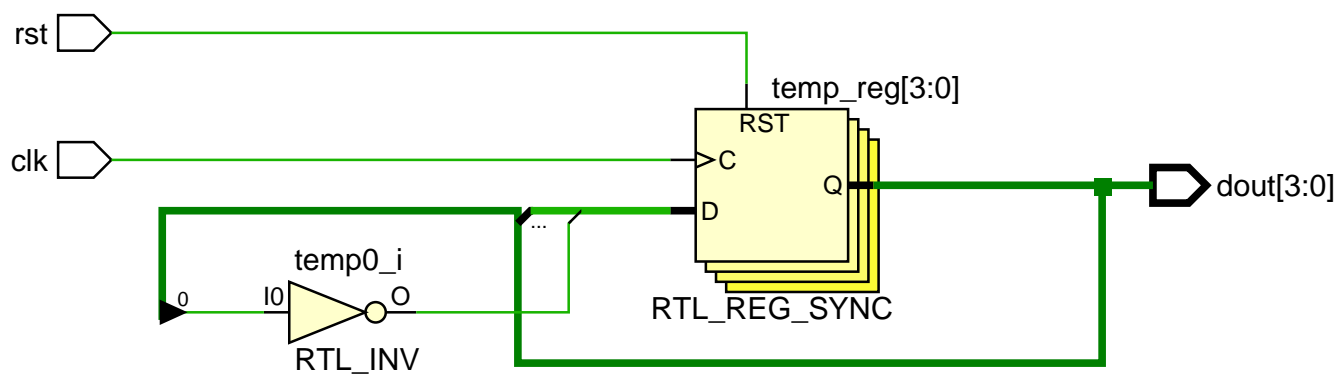 rst
temp_reg[3:0]
RST
clk
C
Q
dout[3:0]
D
...
temp0_i
0
I0
O
RTL_REG_SYNC
RTL_INV